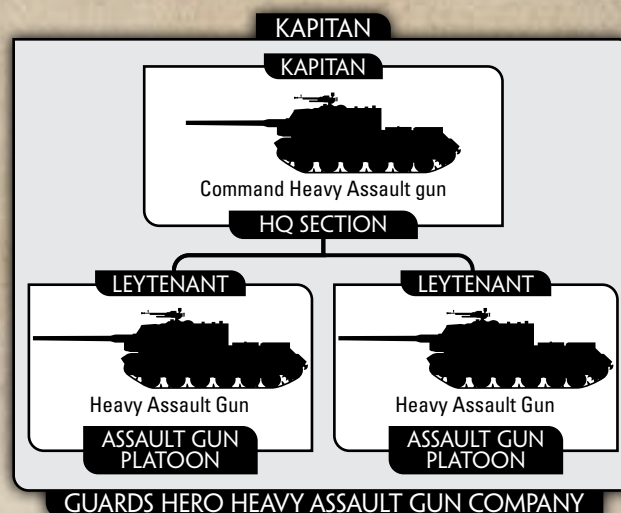 KAPITAN
KAPITAN
Command Heavy Assault gun
HQ SECTION
LEYTENANT
Heavy Assault Gun
ASSAULT GUN
PLATOON
LEYTENANT
Heavy Assault Gun
ASSAULT GUN
PLATOON
GUARDS HERO HEAVY ASSAULT GUN COMPANY